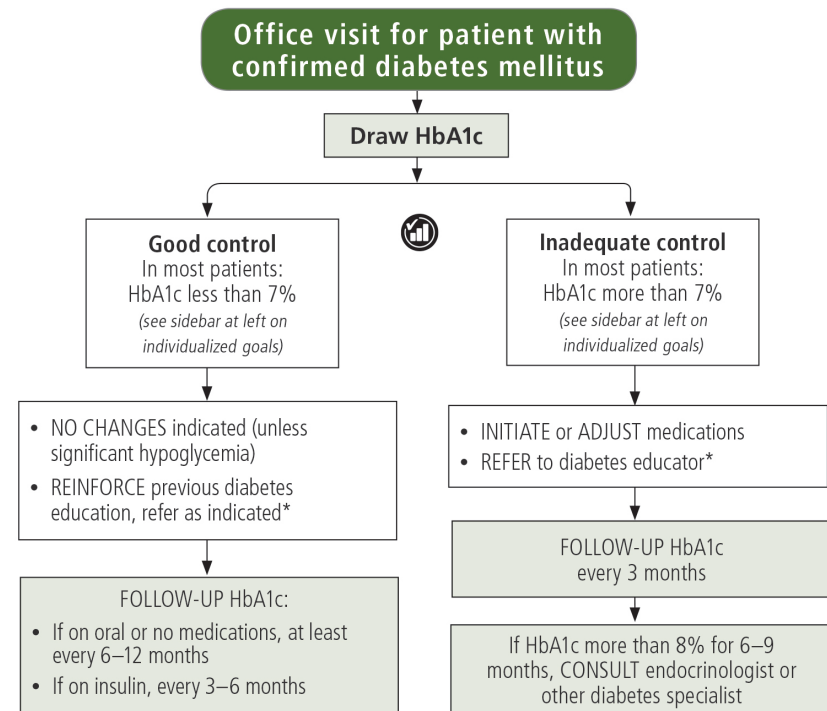 Office visit for patient with
confirmed diabetes mellitus
Draw HbA1c
Good control
In most patients:
HbA1c less than 7%
(see sidebar at left on
individualized goals)
Inadequate control
In most patients:
HbA1c more than 7%
(see sidebar at left on
individualized goals)
• NO CHANGES indicated (unless
significant hypoglycemia)
• REINFORCE previous diabetes
education, refer as indicated*
• INITIATE or ADJUST medications
• REFER to diabetes educator*
FOLLOW-UP HbA1c:
• If on oral or no medications, at least
every 6–12 months
• If on insulin, every 3–6 months
FOLLOW-UP HbA1c
every 3 months
If HbA1c more than 8% for 6–9
months, CONSULT endocrinologist or
other diabetes specialist